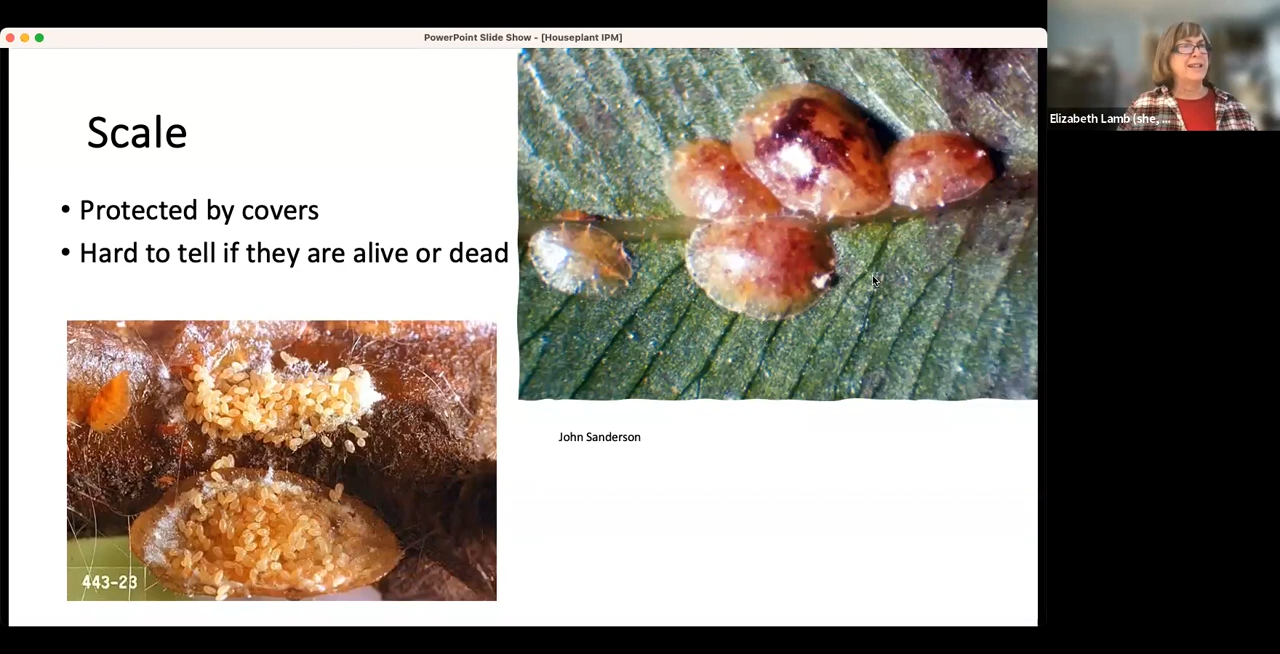 PowerPoint Slide Show - [Houseplant IPM]
Elizabeth Lamb (she, ...
Scale
• Protected by covers
• Hard to tell if they are alive or dead
John Sanderson
443-23